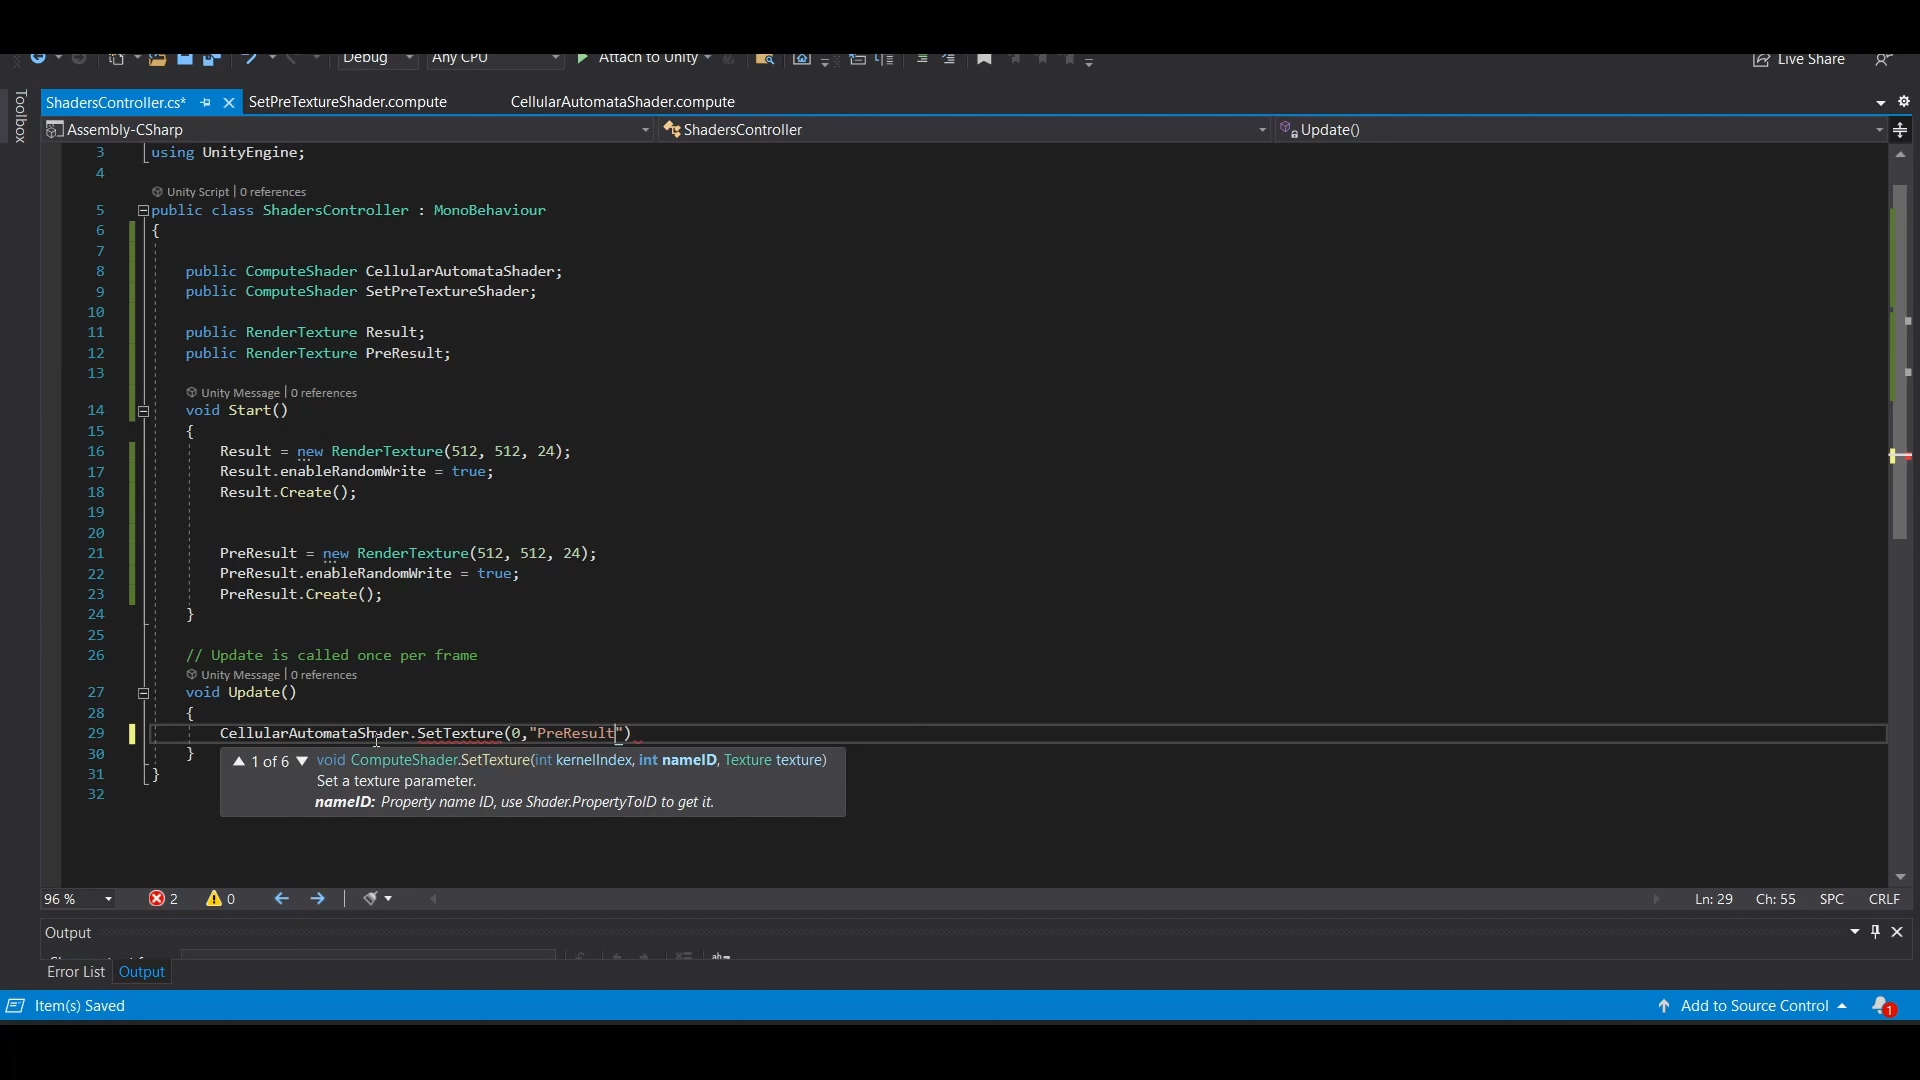 Debug Any CPU Attach to Unity Live Share
Toolbox
ShadersController.cs* SetPreTextureShader.compute CellularAutomataShader.compute
Assembly-CSharp ShadersController Update()
3 using UnityEngine;
4
Unity Script | 0 references
5 public class ShadersController : MonoBehaviour
6 {
7
8 public ComputeShader CellularAutomataShader;
9 public ComputeShader SetPreTextureShader;
10
11 public RenderTexture Result;
12 public RenderTexture PreResult;
13
Unity Message | 0 references
14 void Start()
15 {
16 Result = new RenderTexture(512, 512, 24);
17 Result.enableRandomWrite = true;
18 Result.Create();
19
20
21 PreResult = new RenderTexture(512, 512, 24);
22 PreResult.enableRandomWrite = true;
23 PreResult.Create();
24 }
25
26 // Update is called once per frame
Unity Message | 0 references
27 void Update()
28 {
29 CellularAutomataShader.SetTexture(0,"PreResult")
30 }
31 }
32
1 of 6 void ComputeShader.SetTexture(int kernelIndex, int nameID, Texture texture)
Set a texture parameter.
nameID: Property name ID, use Shader.PropertyToID to get it.
96 % 2 0 Ln: 29 Ch: 55 SPC CRLF
Output
Error List Output
Item(s) Saved Add to Source Control 1